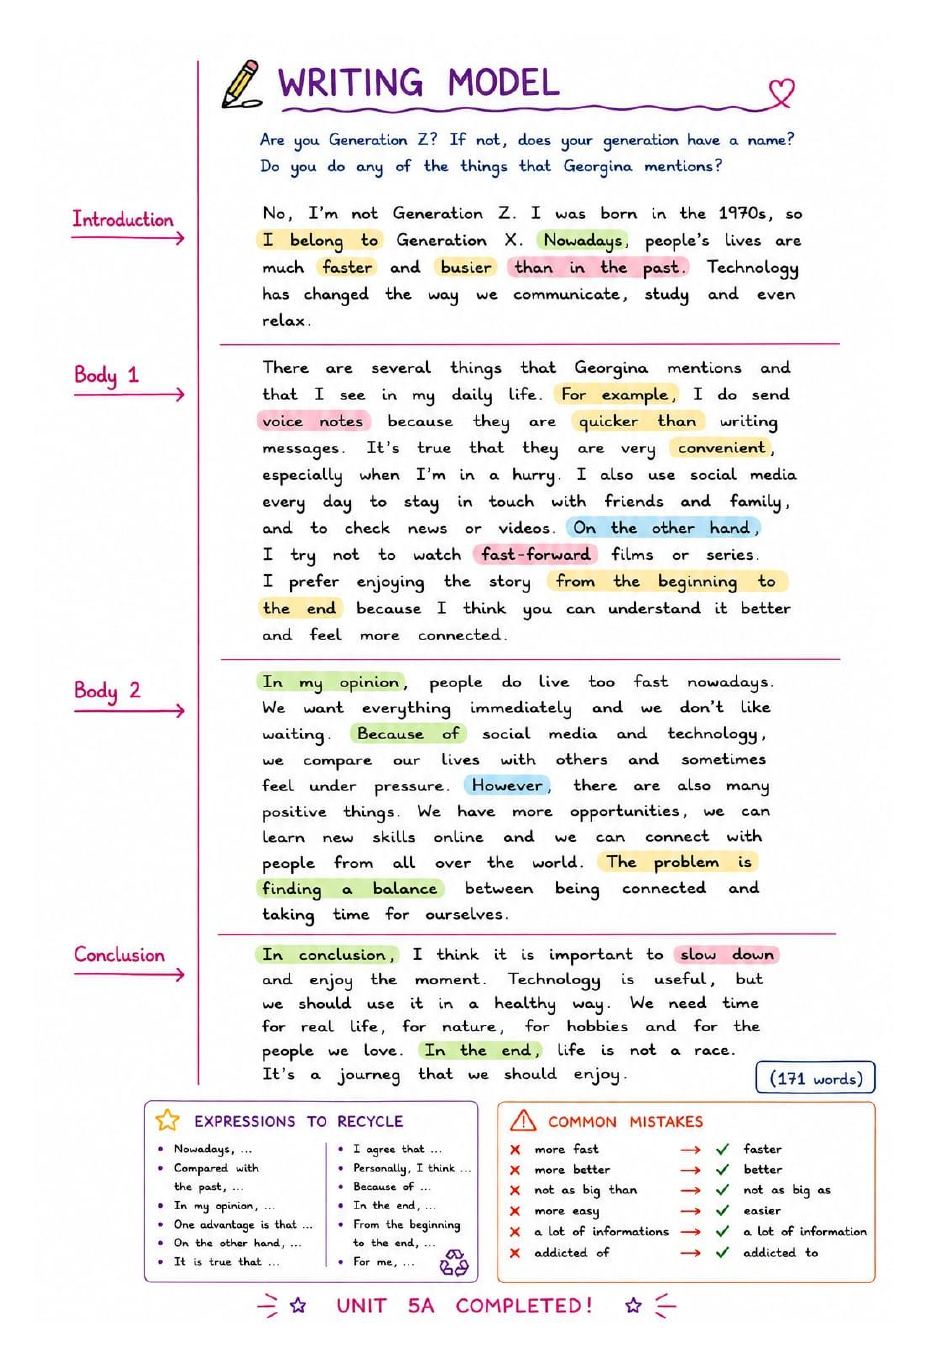 WRITING MODEL
Are you Generation Z? If not, does your generation have a name?
Do you do any of the things that Georgina mentions?
Introduction
No, I'm not Generation Z. I was born in the 1970s, so
I belong to Generation X. Nowadays, people's lives are
much faster and busier than in the past. Technology
has changed the way we communicate, study and even
relax.
Body 1
There are several things that Georgina mentions and
that I see in my daily life. For example, I do send
voice notes because they are quicker than writing
messages. It's true that they are very convenient,
especially when I'm in a hurry. I also use social media
every day to stay in touch with friends and family,
and to check news or videos. On the other hand,
I try not to watch fast-forward films or series.
I prefer enjoying the story from the beginning to
the end because I think you can understand it better
and feel more connected.
Body 2
In my opinion, people do live too fast nowadays.
We want everything immediately and we don't like
waiting. Because of social media and technology,
we compare our lives with others and sometimes
feel under pressure. However, there are also many
positive things. We have more opportunities, we can
learn new skills online and we can connect with
people from all over the world. The problem is
finding a balance between being connected and
taking time for ourselves.
Conclusion
In conclusion, I think it is important to slow down
and enjoy the moment. Technology is useful, but
we should use it in a healthy way. We need time
for real life, for nature, for hobbies and for the
people we love. In the end, life is not a race.
It's a journeg that we should enjoy.
(171 words)
EXPRESSIONS TO RECYCLE
• Nowadays, ...
• Compared with
the past, ...
• In my opinion, ...
• One advantage is that ...
• On the other hand, ...
• It is true that ...
• I agree that ...
• Personally, I think ...
• Because of ...
• In the end, ...
• From the beginning
to the end, ...
• For me, ...
COMMON MISTAKES
✗ more fast → ✓ faster
✗ more better → ✓ better
✗ not as big than → ✓ not as big as
✗ more easy → ✓ easier
✗ a lot of informations → ✓ a lot of information
✗ addicted of → ✓ addicted to
UNIT 5A COMPLETED!